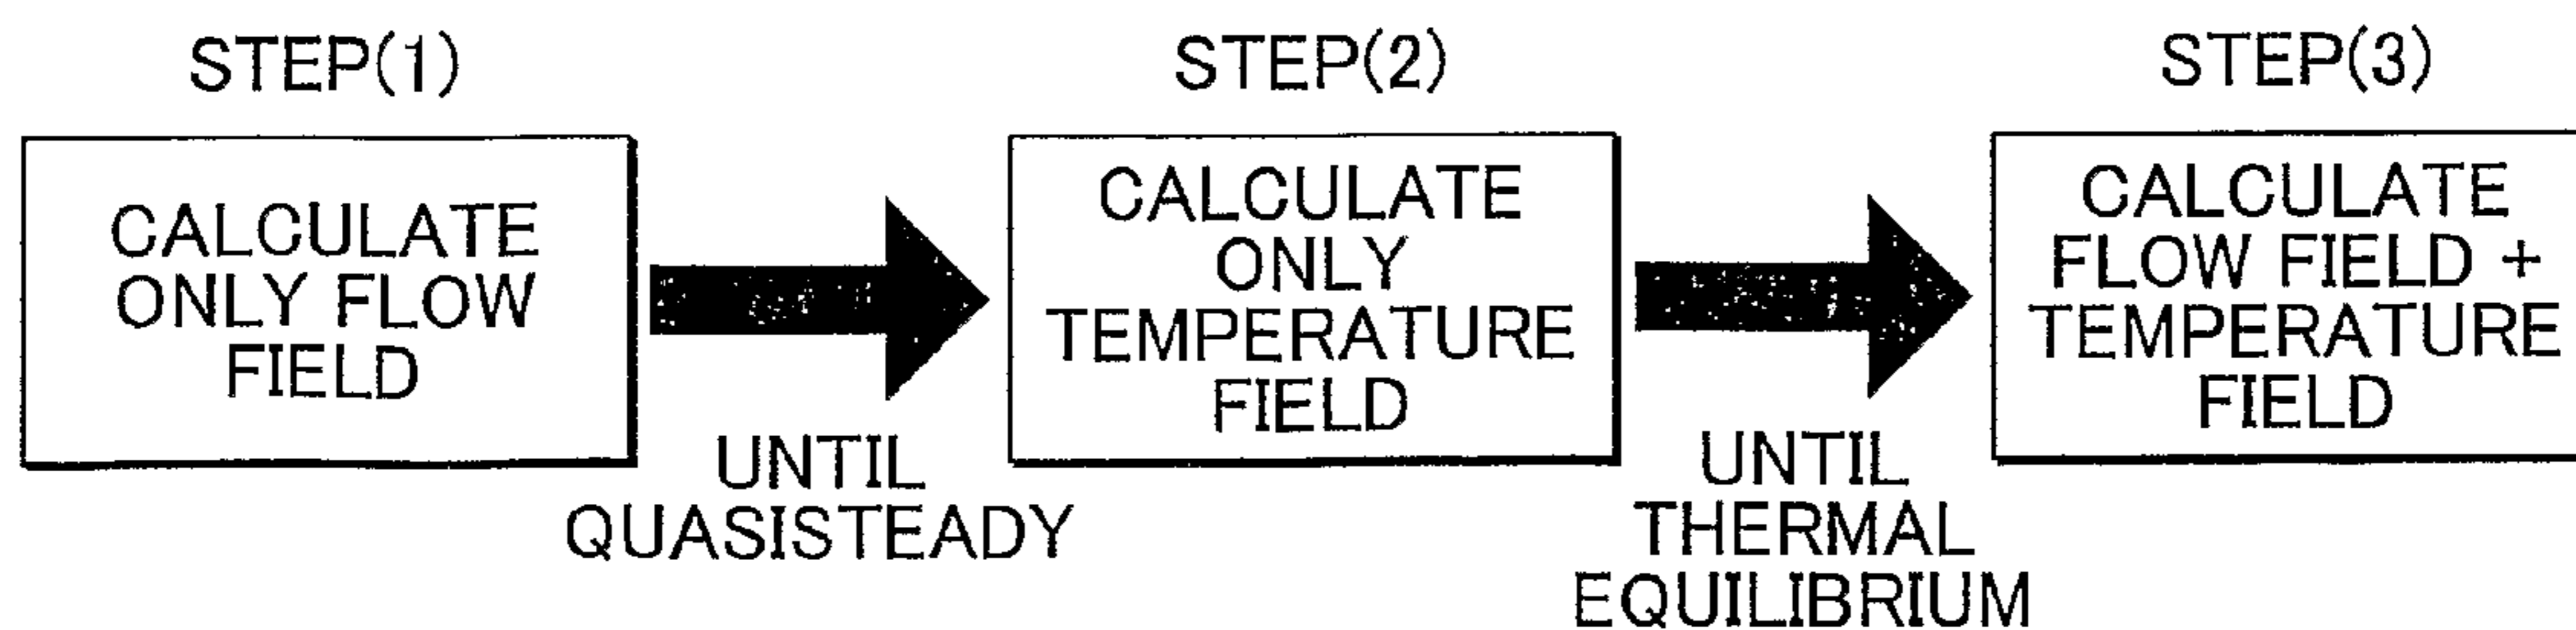 STEP(1)
CALCULATE
ONLY FLOW
FIELD
UNTIL
QUASISTEADY
STEP(2)
CALCULATE
ONLY
TEMPERATURE
FIELD
UNTIL
THERMAL
EQUILIBRIUM
STEP(3)
CALCULATE
FLOW FIELD +
TEMPERATURE
FIELD